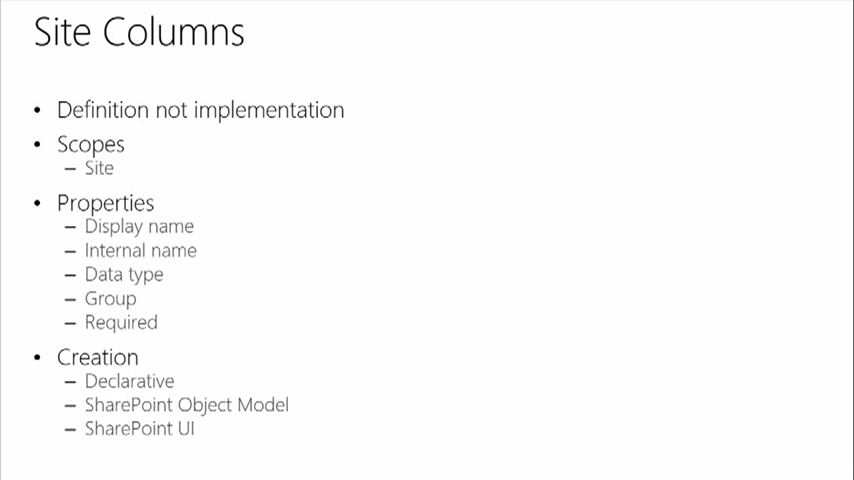 Site Columns
• Definition not implementation
• Scopes
– Site
• Properties
– Display name
– Internal name
– Data type
– Group
– Required
• Creation
– Declarative
– SharePoint Object Model
– SharePoint UI